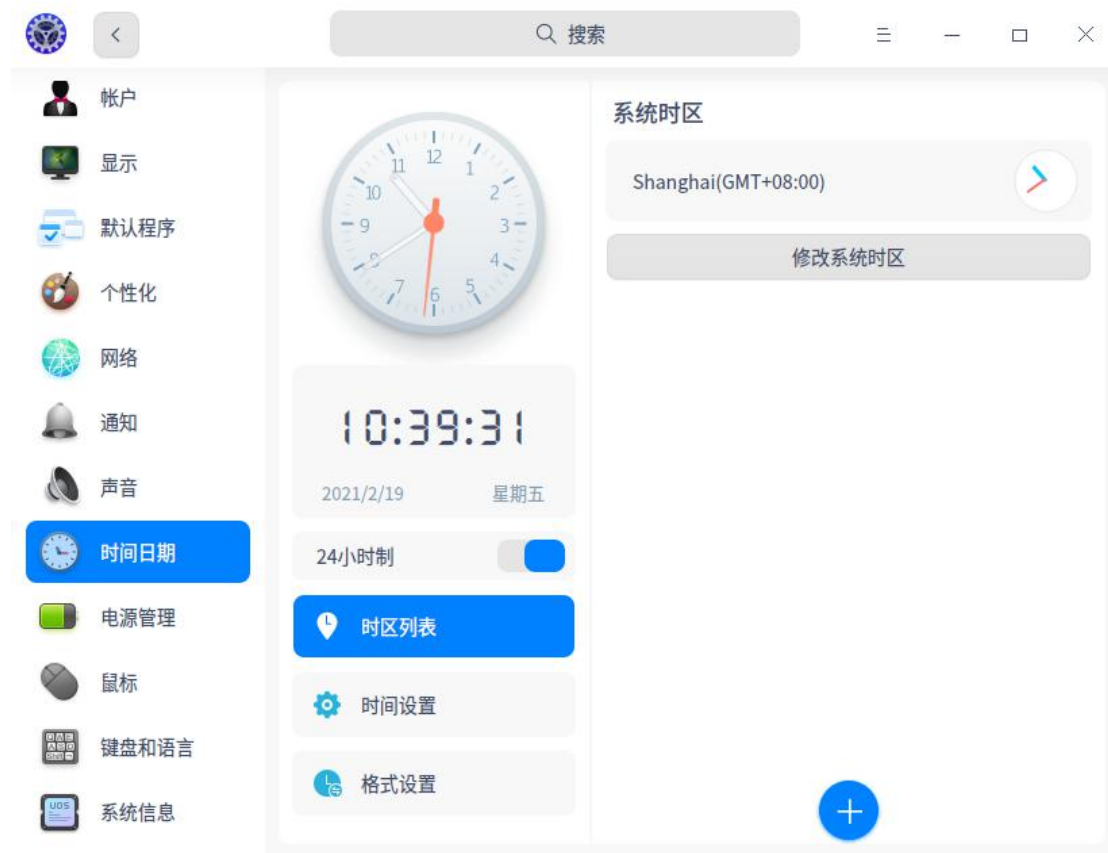 搜索
帐户
显示
默认程序
个性化
网络
通知
声音
时间日期
电源管理
鼠标
键盘和语言
UOS
系统信息
12
1
2
3
4
5
6
7
8
9
10
11
10:39:31
2021/2/19 星期五
24小时制
时区列表
时间设置
格式设置
系统时区
Shanghai(GMT+08:00)
修改系统时区